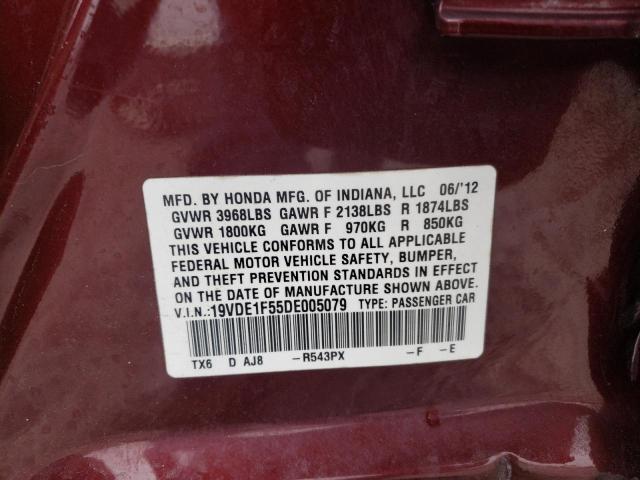 MFD. BY HONDA MFG. OF INDIANA, LLC 06/'12
GVWR 3968LBS GAWR F 2138LBS R 1874LBS
GVWR 1800KG GAWR F 970KG R 850KG
THIS VEHICLE CONFORMS TO ALL APPLICABLE
FEDERAL MOTOR VEHICLE SAFETY, BUMPER,
AND THEFT PREVENTION STANDARDS IN EFFECT
ON THE DATE OF MANUFACTURE SHOWN ABOVE.
V.I.N.:19VDE1F55DE005079 TYPE: PASSENGER CAR
TX6 D AJ8 -R543PX -F -E